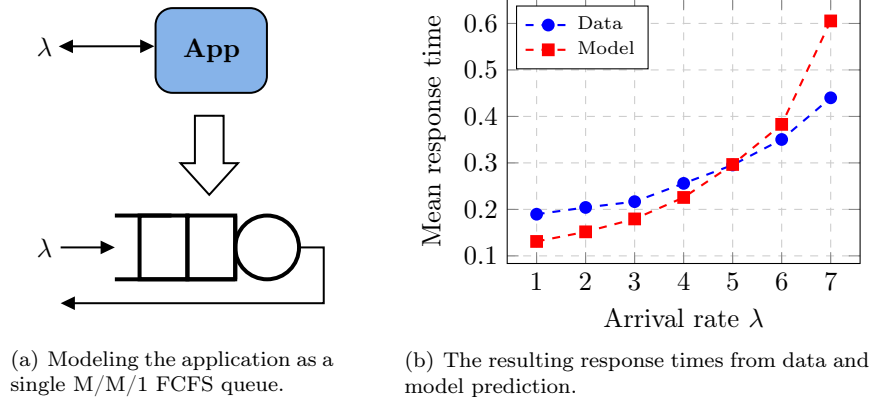 λ
App
λ
(a) Modeling the application as a
single M/M/1 FCFS queue.
Mean response time
0.6
0.5
0.4
0.3
0.2
0.1
Data
Model
1 2 3 4 5 6 7
Arrival rate λ
(b) The resulting response times from data and
model prediction.